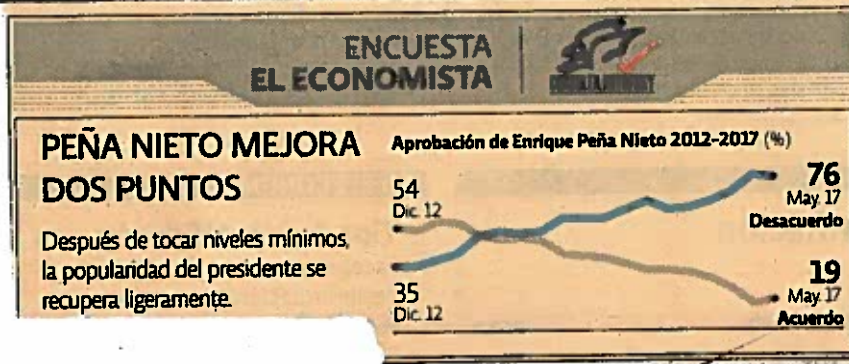 ENCUESTA
EL ECONOMISTA
PEÑA NIETO MEJORA
DOS PUNTOS
Después de tocar niveles mínimos,
la popularidad del presidente se
recupera ligeramente.
Aprobación de Enrique Peña Nieto 2012-2017 (%)
54
Dic. 12
35
Dic. 12
76
May. 17
Desacuerdo
19
May. 17
Acuerdo